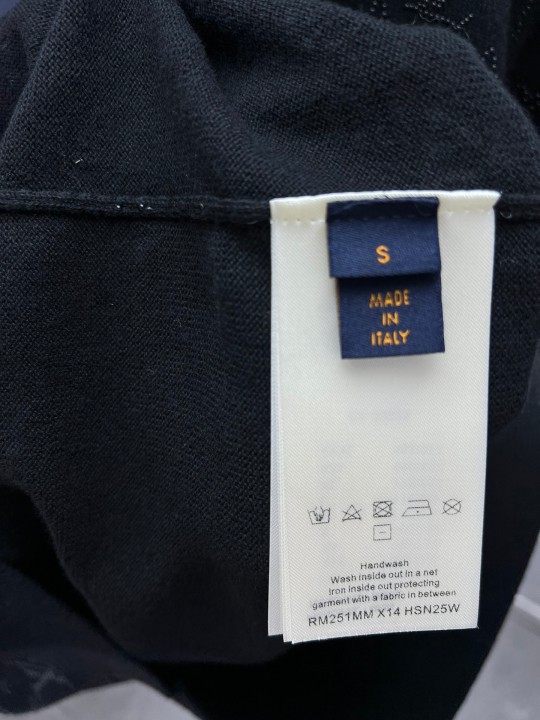 S
MADE
IN
ITALY
Handwash
Wash inside out in a net
Iron inside out protecting
garment with a fabric in between
RM251MM X14 HSN25W